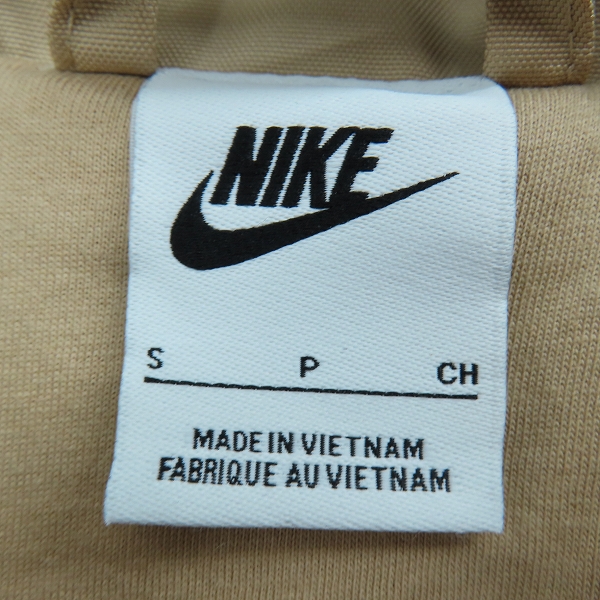 NIKE
S P CH
MADE IN VIETNAM
FABRIQUE AU VIETNAM